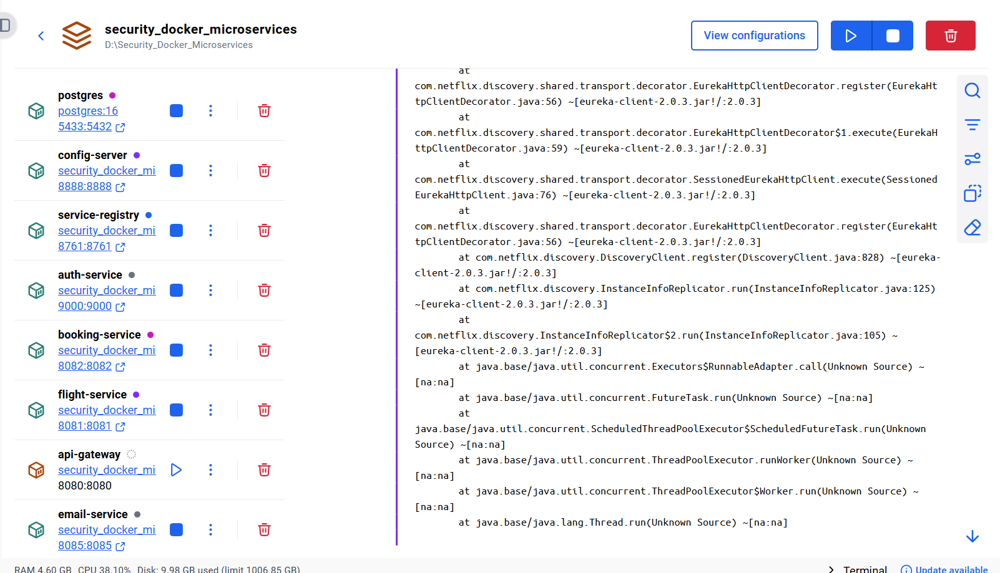 security_docker_microservices
D:\Security_Docker_Microservices
View configurations
postgres
postgres:16
5433:5432
config-server
security_docker_mi
8888:8888
service-registry
security_docker_mi
8761:8761
auth-service
security_docker_mi
9000:9000
booking-service
security_docker_mi
8082:8082
flight-service
security_docker_mi
8081:8081
api-gateway
security_docker_mi
8080:8080
email-service
security_docker_mi
8085:8085
at
com.netflix.discovery.shared.transport.decorator.EurekaHttpClientDecorator.register(EurekaHt
tpClientDecorator.java:56) ~[eureka-client-2.0.3.jar!/:2.0.3]
at
com.netflix.discovery.shared.transport.decorator.EurekaHttpClientDecorator$1.execute(EurekaH
ttpClientDecorator.java:59) ~[eureka-client-2.0.3.jar!/:2.0.3]
at
com.netflix.discovery.shared.transport.decorator.SessionedEurekaHttpClient.execute(Sessioned
EurekaHttpClient.java:76) ~[eureka-client-2.0.3.jar!/:2.0.3]
at
com.netflix.discovery.shared.transport.decorator.EurekaHttpClientDecorator.register(EurekaHt
tpClientDecorator.java:56) ~[eureka-client-2.0.3.jar!/:2.0.3]
at com.netflix.discovery.DiscoveryClient.register(DiscoveryClient.java:828) ~[eureka-
client-2.0.3.jar!/:2.0.3]
at com.netflix.discovery.InstanceInfoReplicator.run(InstanceInfoReplicator.java:125)
~[eureka-client-2.0.3.jar!/:2.0.3]
at
com.netflix.discovery.InstanceInfoReplicator$2.run(InstanceInfoReplicator.java:105) ~
[eureka-client-2.0.3.jar!/:2.0.3]
at java.base/java.util.concurrent.Executors$RunnableAdapter.call(Unknown Source) ~
[na:na]
at java.base/java.util.concurrent.FutureTask.run(Unknown Source) ~[na:na]
at
java.base/java.util.concurrent.ScheduledThreadPoolExecutor$ScheduledFutureTask.run(Unknown
Source) ~[na:na]
at java.base/java.util.concurrent.ThreadPoolExecutor.runWorker(Unknown Source) ~
[na:na]
at java.base/java.util.concurrent.ThreadPoolExecutor$Worker.run(Unknown Source) ~
[na:na]
at java.base/java.lang.Thread.run(Unknown Source) ~[na:na]
RAM 4.60 GB CPU 38.10% Disk: 9.98 GB used (limit 1006.85 GB)
Terminal
Update available